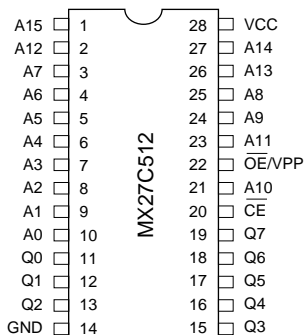 A15 1 28 VCC
A12 2 27 A14
A7 3 26 A13
A6 4 25 A8
A5 5 24 A9
A4 6 23 A11
A3 7 22 O̅E̅/VPP
A2 8 21 A10
A1 9 20 C̅E̅
A0 10 19 Q7
Q0 11 18 Q6
Q1 12 17 Q5
Q2 13 16 Q4
GND 14 15 Q3
MX27C512